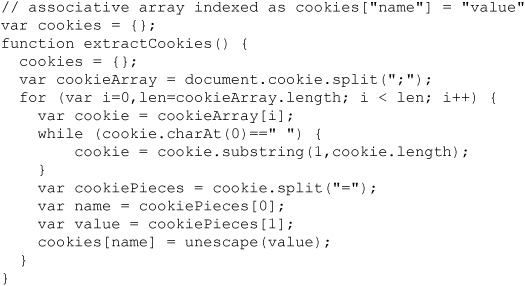 // associative array indexed as cookies["name"] = "value"
var cookies = {};
function extractCookies() {
  cookies = {};
  var cookieArray = document.cookie.split(";");
  for (var i=0,len=cookieArray.length; i < len; i++) {
    var cookie = cookieArray[i];
    while (cookie.charAt(0)==" ") {
        cookie = cookie.substring(1,cookie.length);
    }
    var cookiePieces = cookie.split("=");
    var name = cookiePieces[0];
    var value = cookiePieces[1];
    cookies[name] = unescape(value);
  }
}